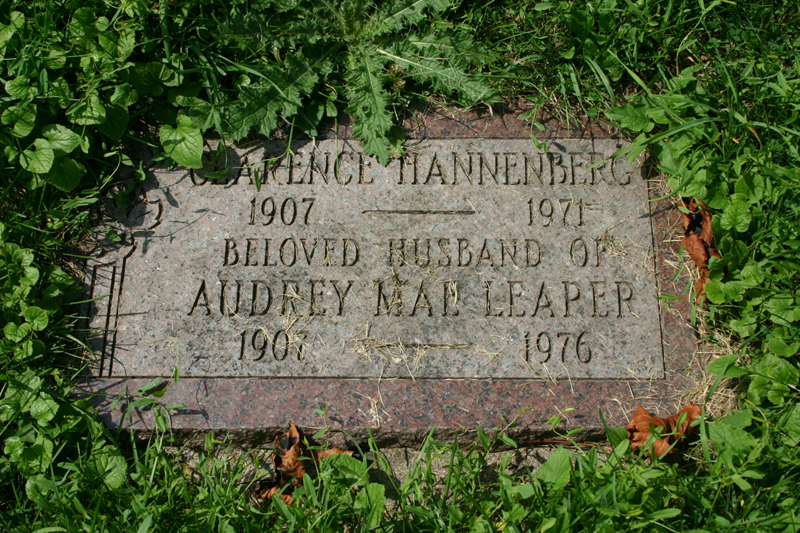 CLARENCE HANNENBERG
1907 — 1971
BELOVED HUSBAND OF
AUDREY MAE LEAPER
1907 — 1976